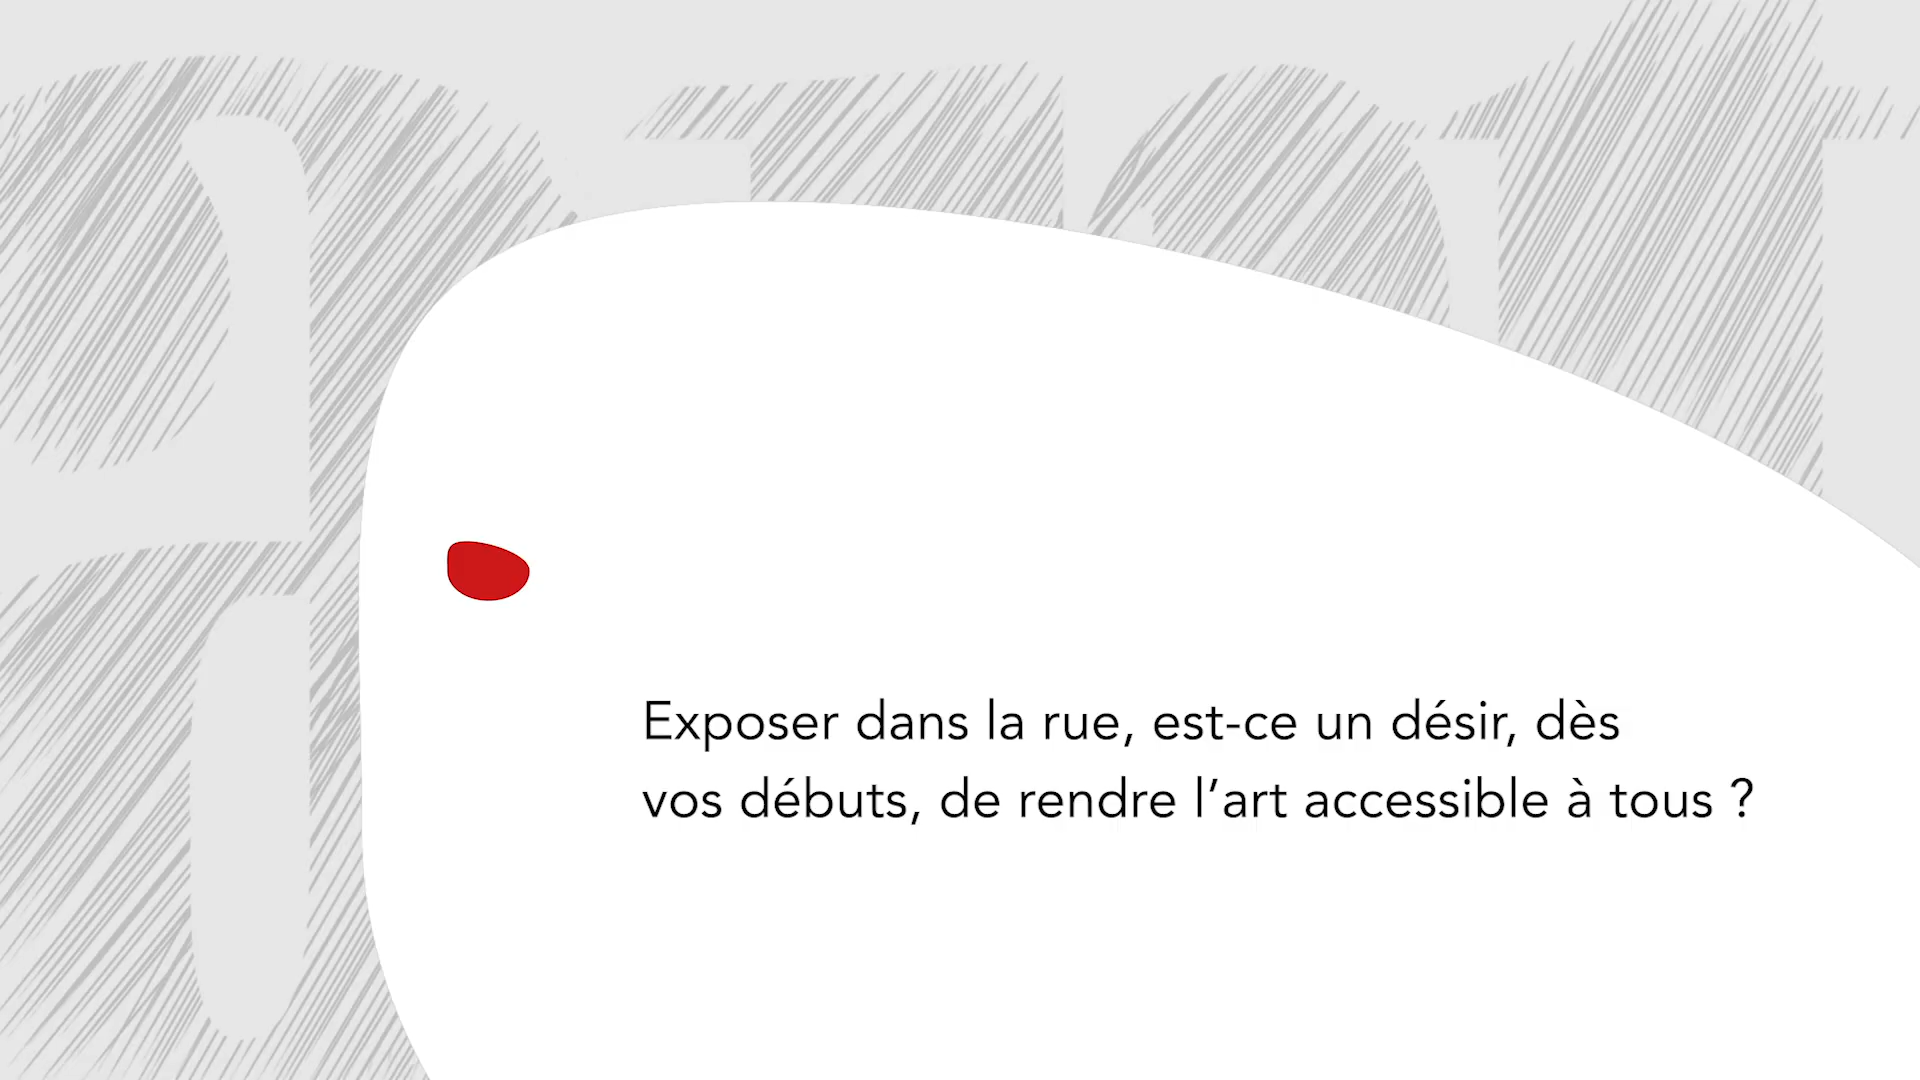 Exposer dans la rue, est-ce un désir, dès
vos débuts, de rendre l’art accessible à tous ?